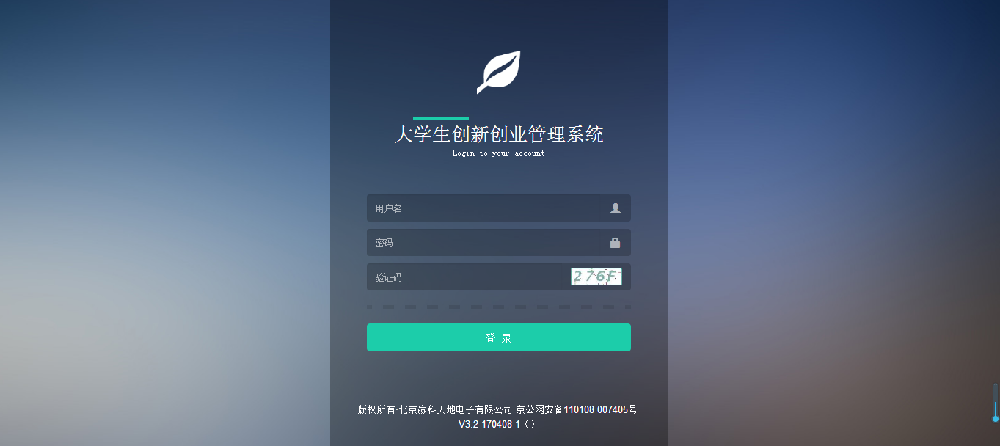 大学生创新创业管理系统
Login to your account
用户名
密码
验证码
276F
登 录
版权所有·北京赢科天地电子有限公司 京公网安备110108 007405号
V3.2-170408-1（ ）